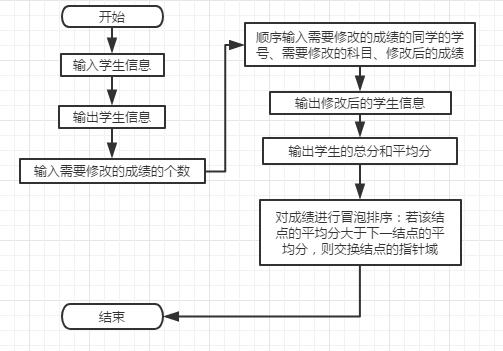 开始
输入学生信息
输出学生信息
输入需要修改的成绩的个数
顺序输入需要修改的成绩的同学的学
号、需要修改的科目、修改后的成绩
输出修改后的学生信息
输出学生的总分和平均分
对成绩进行冒泡排序：若该结
点的平均分大于下一结点的平
均分，则交换结点的指针域
结束